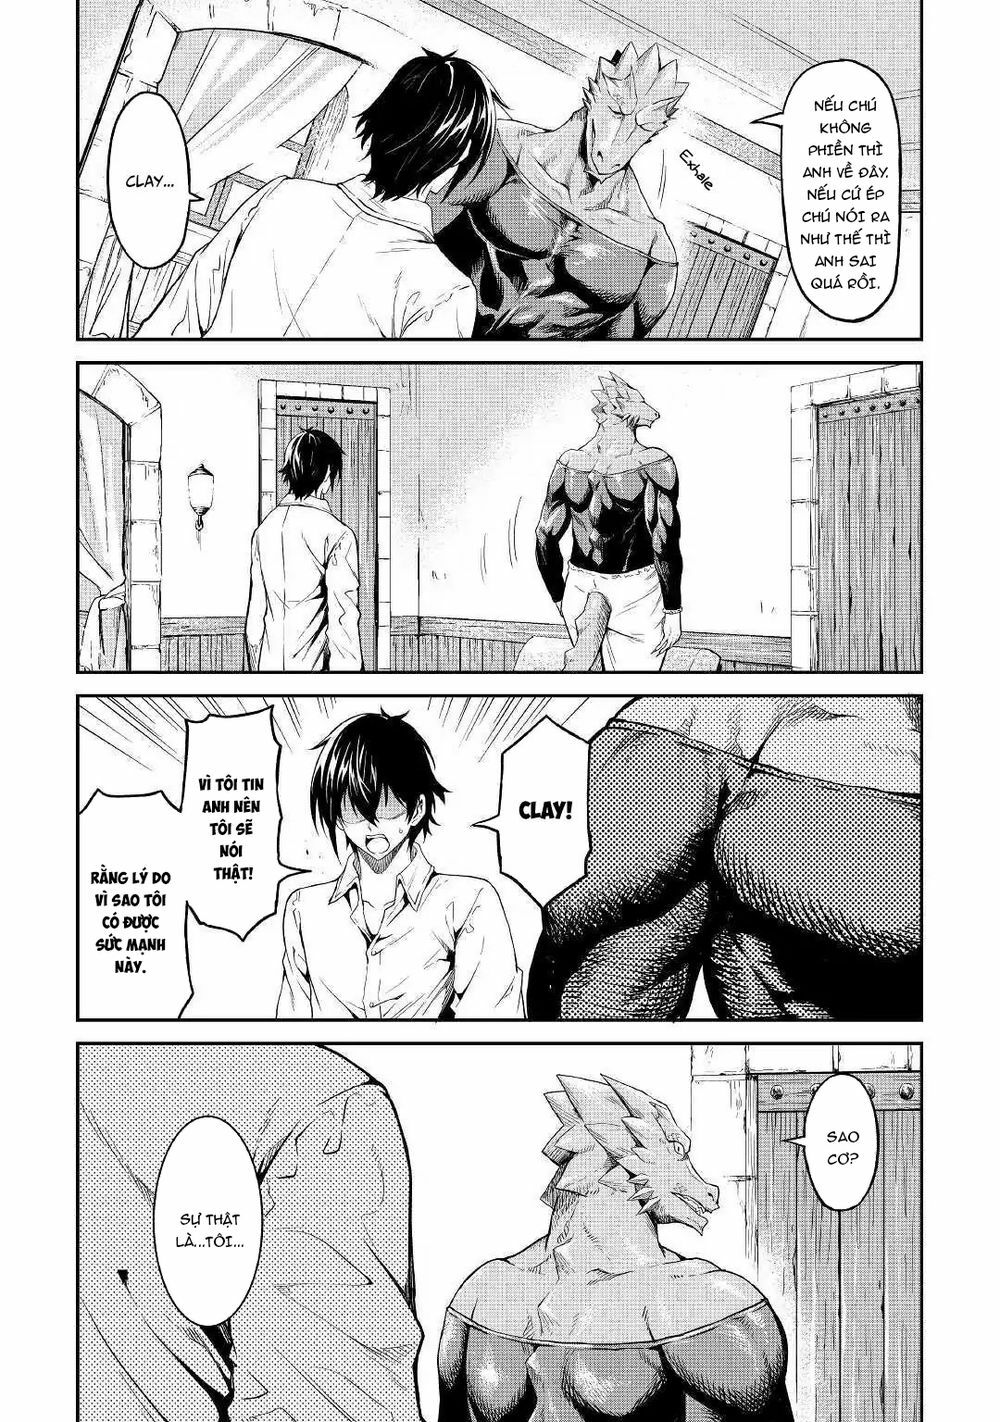 NẾU CHÚ
KHÔNG
PHIỀN THÌ
ANH VỀ ĐÂY.
NẾU CỨ ÉP
CHÚ NÓI RA
NHƯ THẾ THÌ
ANH SAI
QUÁ RỒI.
Exhale
CLAY...
CLAY!
VÌ TÔI TIN
ANH NÊN
TÔI SẼ
NÓI
THẬT!
RẰNG LÝ DO
VÌ SAO TÔI
CÓ ĐƯỢC
SỨC MẠNH
NÀY.
SAO
CƠ?
SỰ THẬT
LÀ...TÔI...